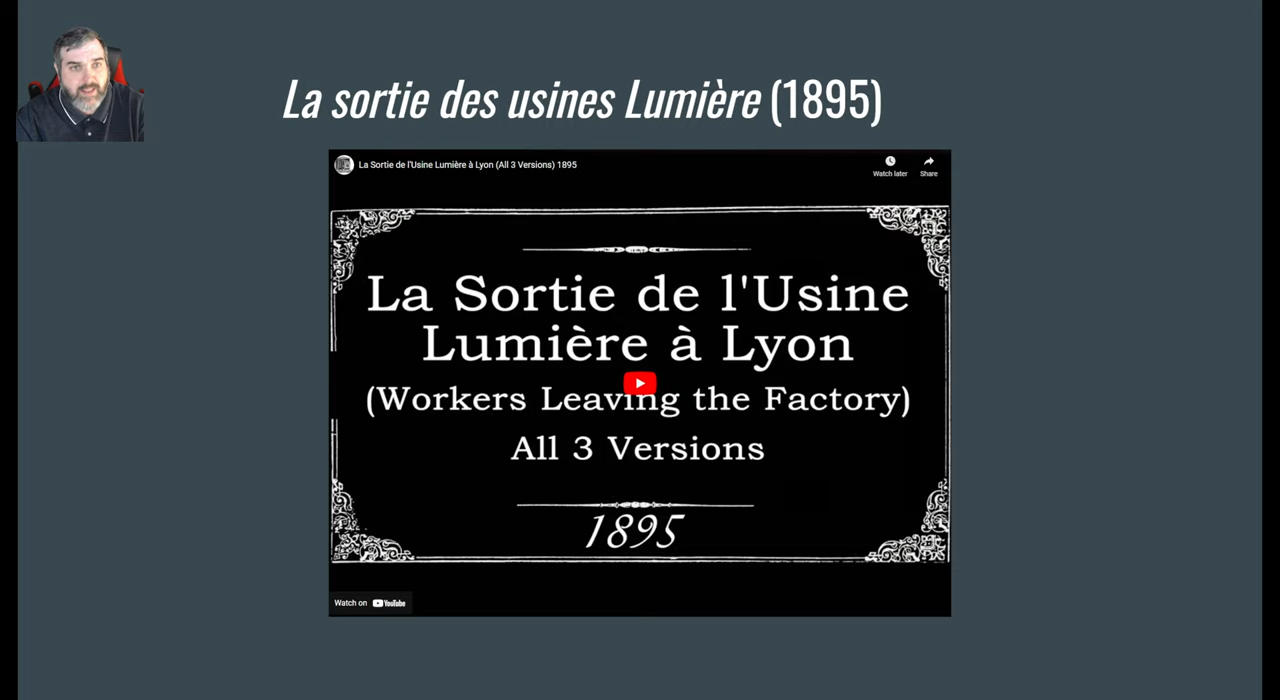 La sortie des usines Lumière (1895)
La Sortie de l'Usine Lumière à Lyon (All 3 Versions) 1895
Watch later
Share
La Sortie de l'Usine
Lumière à Lyon
(Workers Leaving the Factory)
All 3 Versions
1895
Watch on YouTube